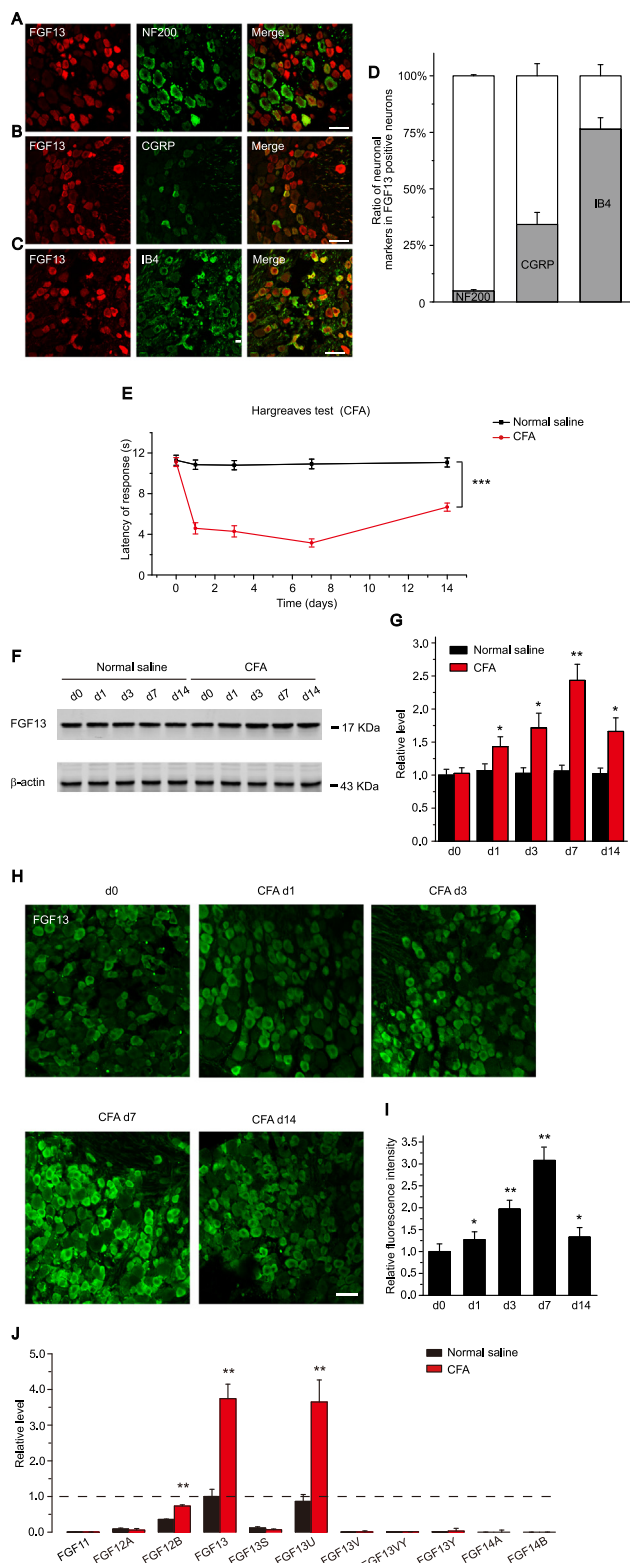 A
FGF13 NF200 Merge
B
FGF13 CGRP Merge
C
FGF13 IB4 Merge
D
Ratio of neuronal
markers in FGF13 positive neurons
100%
75%
50%
25%
0
NF200 CGRP IB4
E
Hargreaves test (CFA)
Normal saline
CFA
Latency of response (s)
12
8
4
0
***
0 2 4 6 8 10 12 14
Time (days)
F
Normal saline CFA
d0 d1 d3 d7 d14 d0 d1 d3 d7 d14
FGF13 17 KDa
β-actin 43 KDa
G
Normal saline
CFA
Relative level
3.0
2.5
2.0
1.5
1.0
0.5
0.0
* * ** *
d0 d1 d3 d7 d14
H
d0 CFA d1 CFA d3
FGF13
CFA d7 CFA d14
I
Relative fluorescence intensity
3.5
3.0
2.5
2.0
1.5
1.0
0.5
0.0
* ** ** *
d0 d1 d3 d7 d14
J
Normal saline
CFA
Relative level
5.0
4.0
3.0
2.0
1.0
0.0
** ** **
FGF11 FGF12A FGF12B FGF13 FGF13S FGF13U FGF13V FGF13VY FGF13Y FGF14A FGF14B